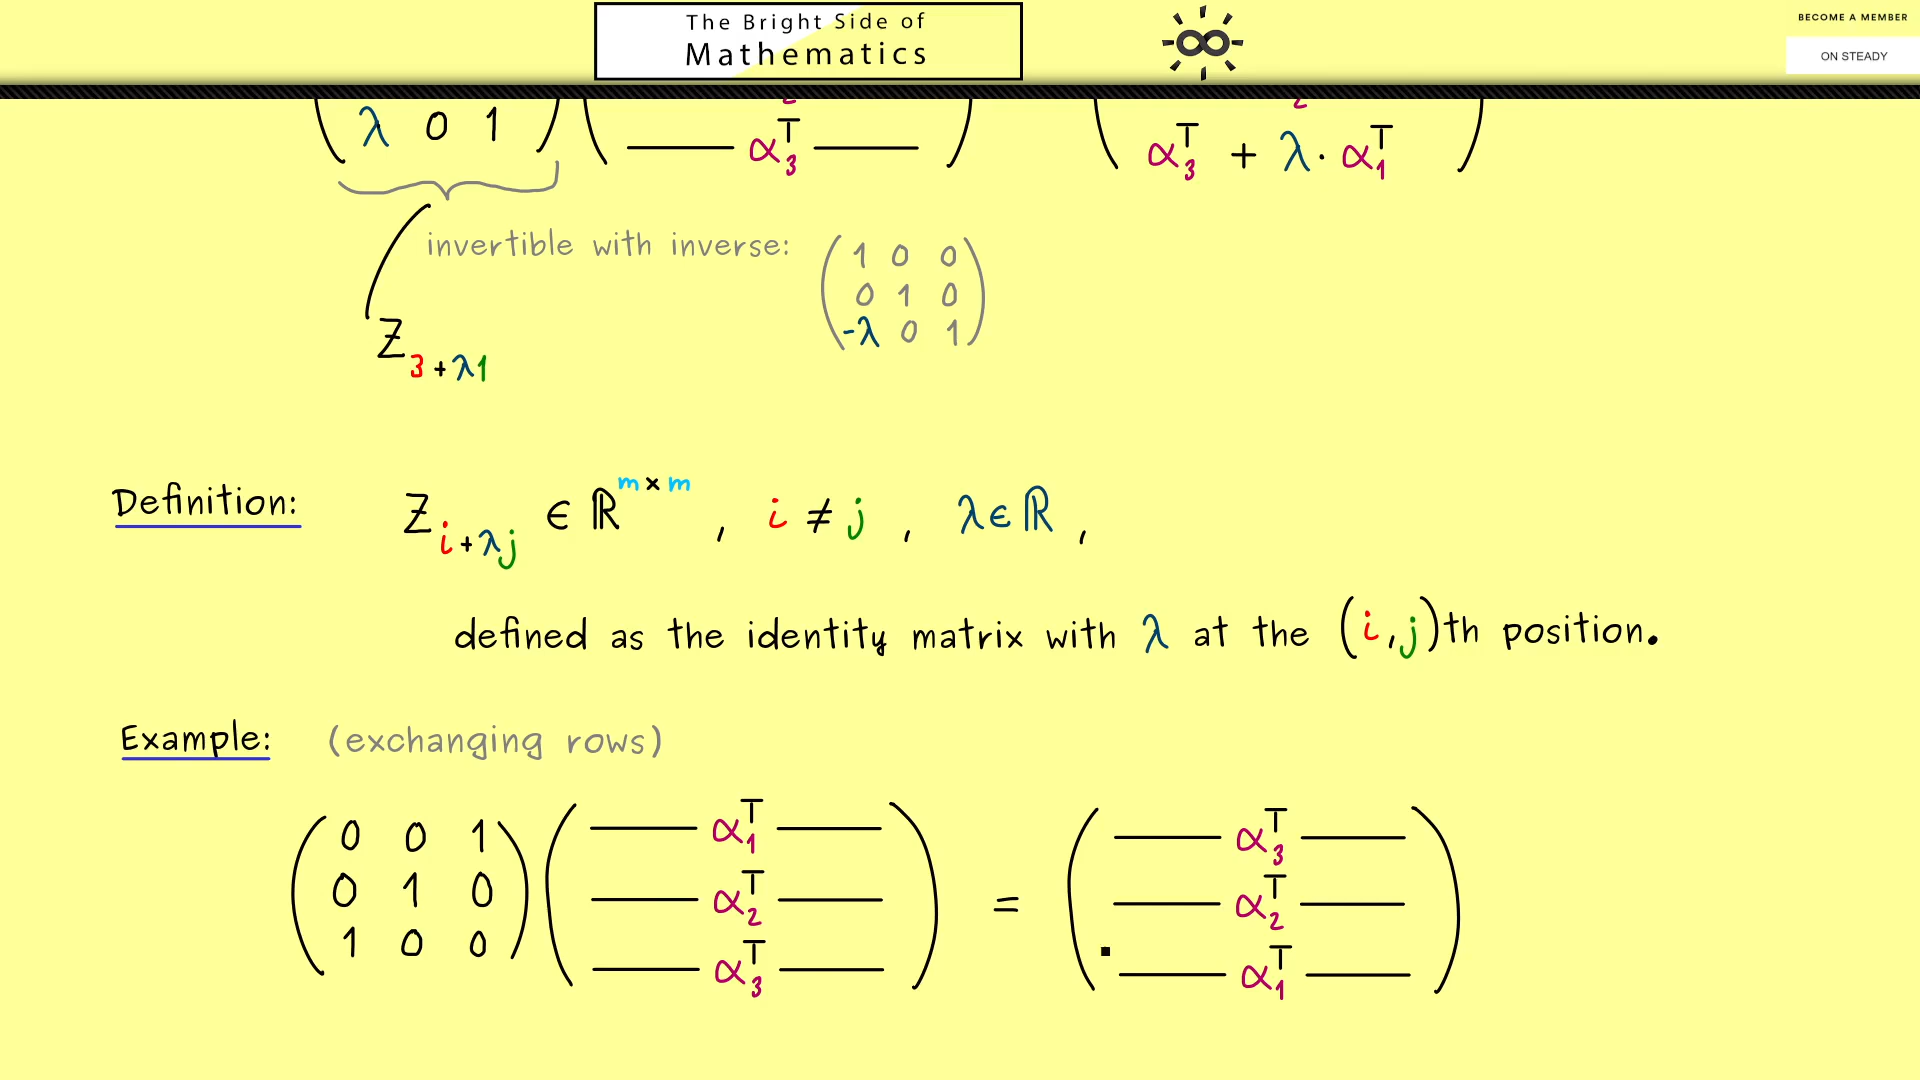 The Bright Side of
Mathematics
BECOME A MEMBER
ON STEADY
λ 0 1
α₃ᵀ
α₃ᵀ + λ · α₁ᵀ
invertible with inverse:
1 0 0
0 1 0
-λ 0 1
Z₃ + λ1
Definition: Z i + λj ∈ ℝ m × m , i ≠ j , λ ∈ ℝ ,
defined as the identity matrix with λ at the (i,j)th position.
Example: (exchanging rows)
( 0 0 1 ) ( — α₁ᵀ — ) ( — α₃ᵀ — )
( 0 1 0 ) ( — α₂ᵀ — ) = ( — α₂ᵀ — )
( 1 0 0 ) ( — α₃ᵀ — ) ( — α₁ᵀ — )